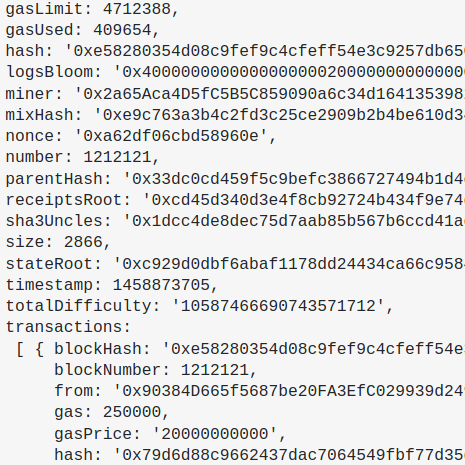 gasLimit: 4712388,
gasUsed: 409654,
hash: '0xe58280354d08c9fef9c4cfeff54e3c9257db65
logsBloom: '0x40000000000000000002000000000000
miner: '0x2a65Aca4D5fC5B5C859090a6c34d164135398
mixHash: '0xe9c763a3b4c2fd3c25ce2909b2b4be610d3
nonce: '0xa62df06cbd58960e',
number: 1212121,
parentHash: '0x33dc0cd459f5c9befc3866727494b1d4
receiptsRoot: '0xcd45d340d3e4f8cb92724b434f9e74
sha3Uncles: '0x1dcc4de8dec75d7aab85b567b6ccd41a
size: 2866,
stateRoot: '0xc929d0dbf6abaf1178dd24434ca66c958
timestamp: 1458873705,
totalDifficulty: '10587466690743571712',
transactions:
[ { blockHash: '0xe58280354d08c9fef9c4cfeff54e
blockNumber: 1212121,
from: '0x90384D665f5687be20FA3EfC029939d24
gas: 250000,
gasPrice: '20000000000',
hash: '0x79d6d88c9662437dac7064549fbf77d35